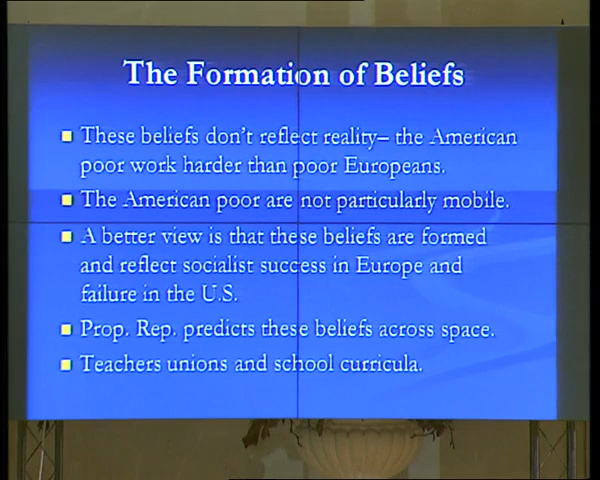 The Formation of Beliefs
These beliefs don't reflect reality– the American
poor work harder than poor Europeans.
The American poor are not particularly mobile.
A better view is that these beliefs are formed
and reflect socialist success in Europe and
failure in the U.S.
Prop. Rep. predicts these beliefs across space.
Teachers unions and school curricula.